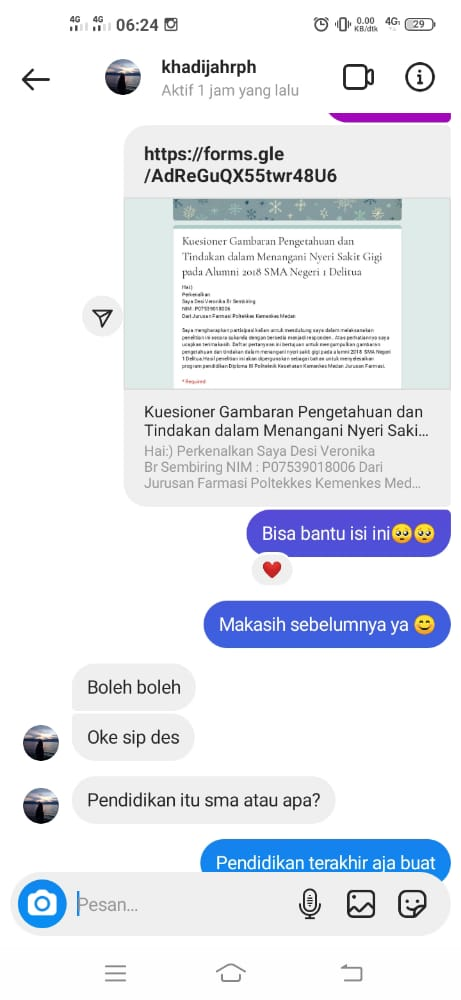 4G 4G 06:24 0.00 KB/dtk 4G 29
khadijahrph
Aktif 1 jam yang lalu
https://forms.gle
/AdReGuQX55twr48U6
Kuesioner Gambaran Pengetahuan dan
Tindakan dalam Menangani Nyeri Sakit Gigi
pada Alumni 2018 SMA Negeri 1 Delitua
Hai:)
Perkenalkan
Saya Desi Veronika Br Sembiring
NIM: P07539018006
Dari Jurusan Farmasi Poltekkes Kemenkes Medan
Saya mengharapkan partisipasi kalian untuk mendukung saya dalam melaksanakan
penelitian ini secara sukarela dengan bersedia menjadi responden. Atas perhatiannya saya
ucapkan terimakasih. Daftar pertanyaan ini bertujuan untuk mengumpulkan gambaran
pengetahuan dan tindakan dalam menangani nyeri sakit gigi pada alumni 2018 SMA Negeri
1 Delitua. Hasil penelitian ini akan dipergunakan sebagai bahan untuk menyelesaikan
program pendidikan Diploma III Politeknik Kesehatan Kemenkes Medan Jurusan Farmasi.
* Required
Kuesioner Gambaran Pengetahuan dan
Tindakan dalam Menangani Nyeri Saki...
Hai:) Perkenalkan Saya Desi Veronika
Br Sembiring NIM : P07539018006 Dari
Jurusan Farmasi Poltekkes Kemenkes Med...
Bisa bantu isi ini🥺🥺
Makasih sebelumnya ya 😊
Boleh boleh
Oke sip des
Pendidikan itu sma atau apa?
Pendidikan terakhir aja buat
Pesan...